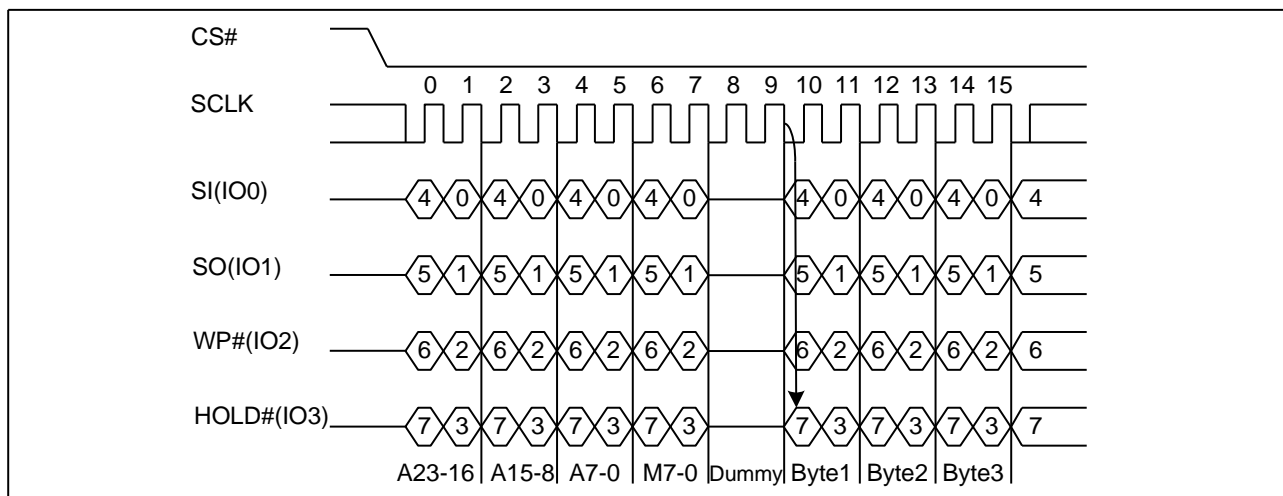 CS#
0 1 2 3 4 5 6 7 8 9 10 11 12 13 14 15
SCLK
SI(IO0) 4 0 4 0 4 0 4 0 4 0 4 0 4 0 4
SO(IO1) 5 1 5 1 5 1 5 1 5 1 5 1 5 1 5
WP#(IO2) 6 2 6 2 6 2 6 2 6 2 6 2 6 2 6
HOLD#(IO3) 7 3 7 3 7 3 7 3 7 3 7 3 7 3 7
A23-16 A15-8 A7-0 M7-0 Dummy Byte1 Byte2 Byte3